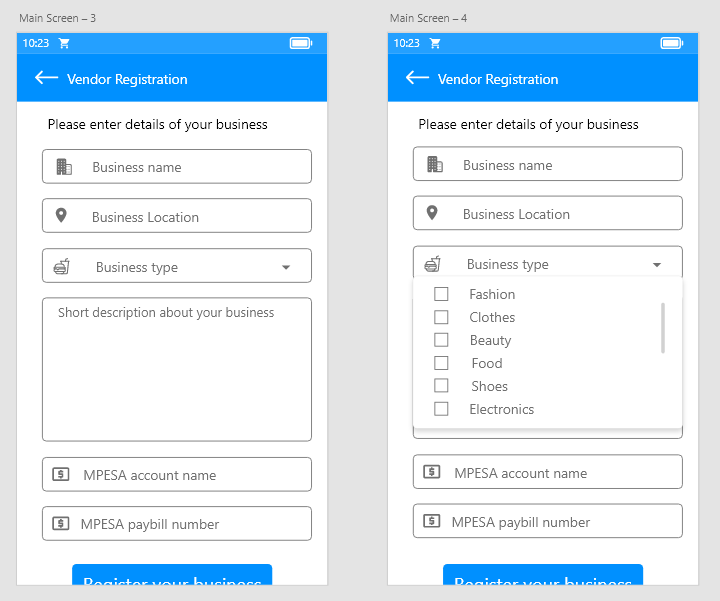 Main Screen – 3
10:23
Vendor Registration
Please enter details of your business
Business name
Business Location
Business type
Short description about your business
MPESA account name
MPESA paybill number
Register your business
Main Screen – 4
10:23
Vendor Registration
Please enter details of your business
Business name
Business Location
Business type
Fashion
Clothes
Beauty
Food
Shoes
Electronics
MPESA account name
MPESA paybill number
Register your business